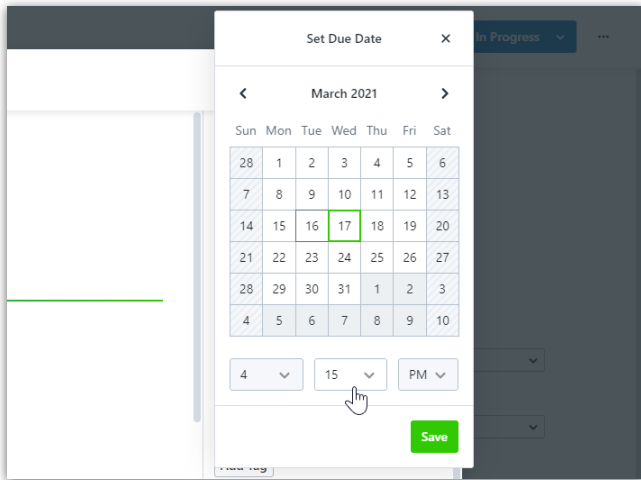 Set Due Date
In Progress
March 2021
Sun Mon Tue Wed Thu Fri Sat
28 1 2 3 4 5 6
7 8 9 10 11 12 13
14 15 16 17 18 19 20
21 22 23 24 25 26 27
28 29 30 31 1 2 3
4 5 6 7 8 9 10
4 15 PM
Save
Add Tag